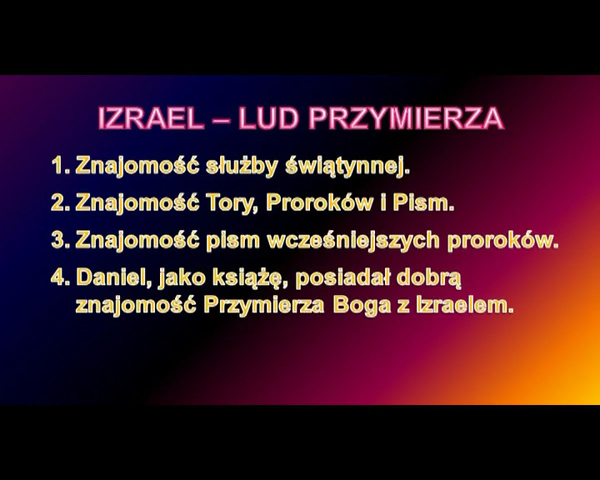 IZRAEL – LUD PRZYMIERZA
1. Znajomość służby świątynnej.
2. Znajomość Tory, Proroków i Pism.
3. Znajomość pism wcześniejszych proroków.
4. Daniel, jako książę, posiadał dobrą
znajomość Przymierza Boga z Izraelem.